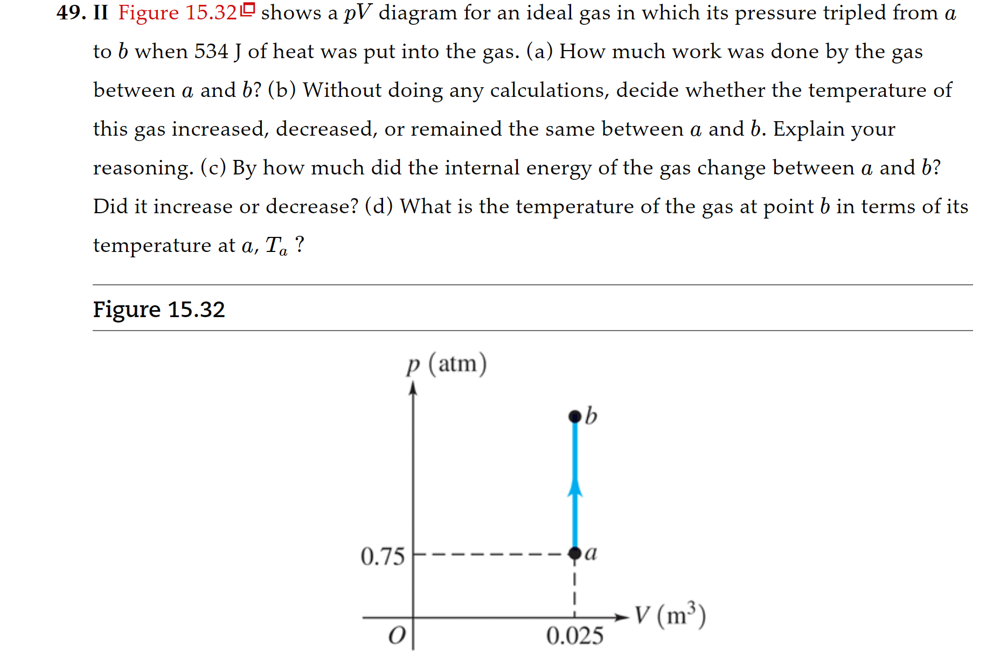 49. II Figure 15.32 shows a pV diagram for an ideal gas in which its pressure tripled from a
to b when 534 J of heat was put into the gas. (a) How much work was done by the gas
between a and b? (b) Without doing any calculations, decide whether the temperature of
this gas increased, decreased, or remained the same between a and b. Explain your
reasoning. (c) By how much did the internal energy of the gas change between a and b?
Did it increase or decrease? (d) What is the temperature of the gas at point b in terms of its
temperature at a, Tₐ ?
Figure 15.32
p (atm)
b
0.75
a
V (m³)
O
0.025